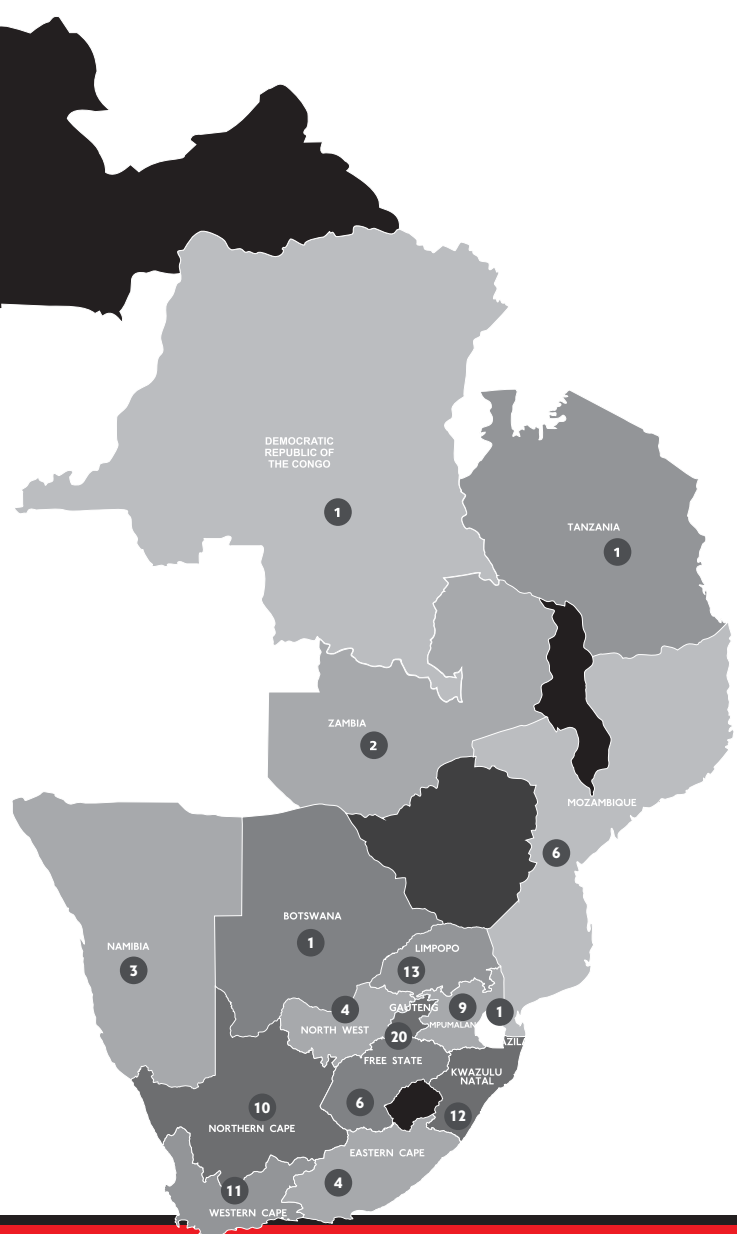 DEMOCRATIC
REPUBLIC OF
THE CONGO
1
TANZANIA
1
ZAMBIA
2
MOZAMBIQUE
6
BOTSWANA
1
NAMIBIA
3
LIMPOPO
13
4
NORTH WEST
GAUTENG
20
9
MPUMALAN
1
AZILA
FREE STATE
6
KWAZULU
NATAL
12
10
NORTHERN CAPE
EASTERN CAPE
4
11
WESTERN CAPE